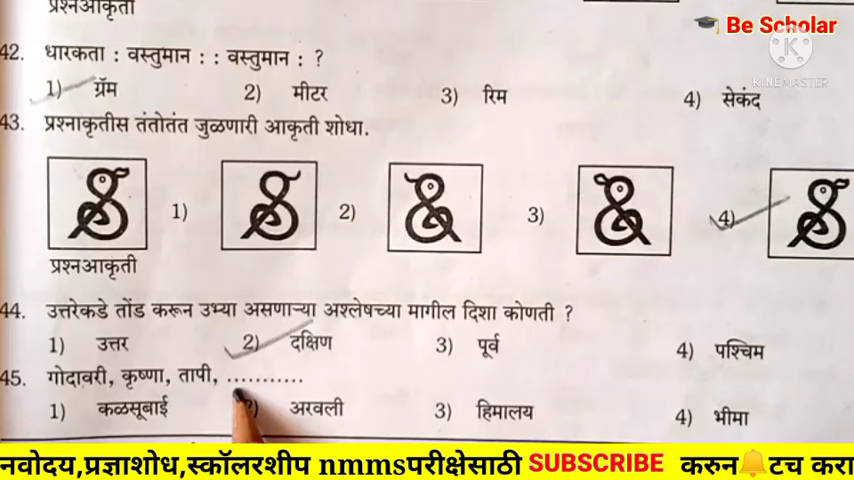 प्रश्नाकृती
🎓 Be Scholar
K
KINEMASTER
42. धारकता : वस्तुमान : : वस्तुमान : ?
1) ग्रॅम 2) मीटर 3) रिम 4) सेकंद
43. प्रश्नाकृतीस तंतोतंत जुळणारी आकृती शोधा.
1) 2) 3) 4)
प्रश्नआकृती
44. उत्तरेकडे तोंड करून उभ्या असणाऱ्या अश्लेषच्या मागील दिशा कोणती ?
1) उत्तर 2) दक्षिण 3) पूर्व 4) पश्चिम
45. गोदावरी, कृष्णा, तापी, ...........
1) कळसूबाई 2) अरवली 3) हिमालय 4) भीमा
नवोदय,प्रज्ञाशोध,स्कॉलरशीप nmmsपरीक्षेसाठी SUBSCRIBE करुन🔔टच करा